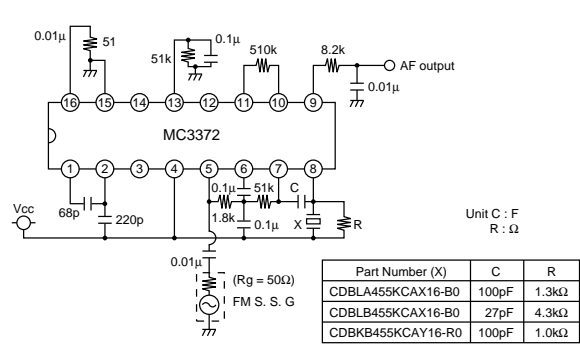 0.01μ
51
0.1μ
51k
510k
8.2k
AF output
0.01μ
16 15 14 13 12 11 10 9
MC3372
1 2 3 4 5 6 7 8
Vcc
68p
220p
0.1μ
51k
C
1.8k
0.1μ
X
R
Unit C : F
R : Ω
0.01μ
(Rg = 50Ω)
FM S. S. G
Part Number (X) C R
CDBLA455KCAX16-B0 100pF 1.3kΩ
CDBLB455KCAX16-B0 27pF 4.3kΩ
CDBKB455KCAY16-R0 100pF 1.0kΩ